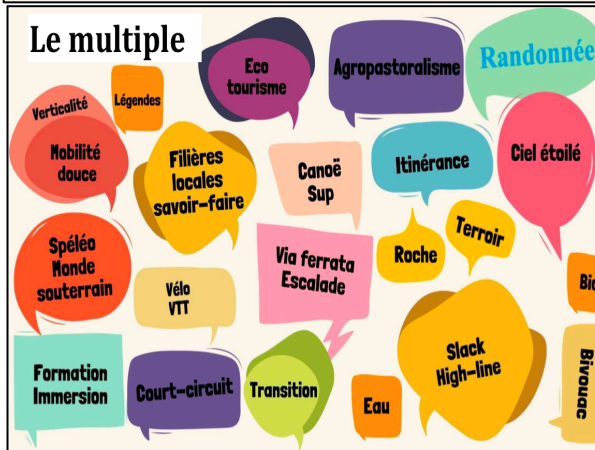 Le multiple
Verticalité
Mobilité
douce
Légendes
Eco
tourisme
Agropastoralisme
Randonnée
Filières
locales
savoir-faire
Canoë
Sup
Itinérance
Ciel étoilé
Spéléo
Monde
souterrain
Vélo
VTT
Via ferrata
Escalade
Roche
Terroir
Formation
Immersion
Court-circuit
Transition
Eau
Slack
High-line
Bivouac